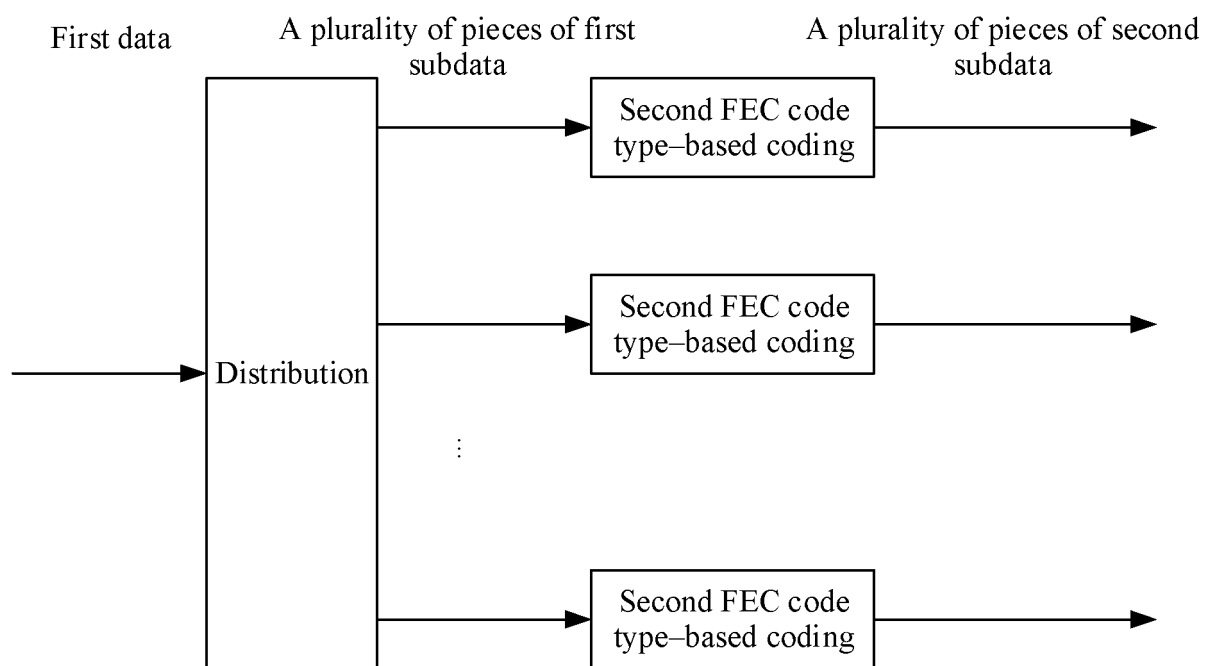 First data
A plurality of pieces of first
subdata
A plurality of pieces of second
subdata
Second FEC code
type–based coding
Second FEC code
type–based coding
Distribution
⋮
Second FEC code
type–based coding